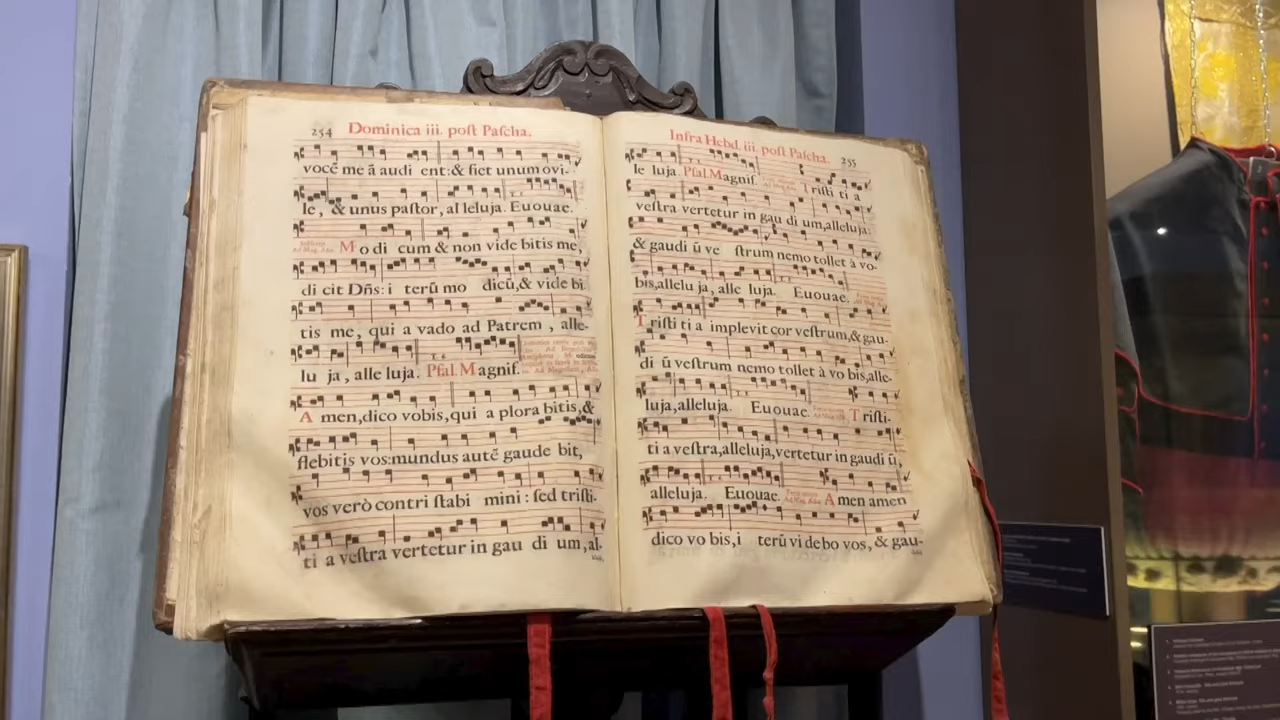 254 Dominica iii. poſt Paſcha.
vocē me ā audi ent: & fiet unum ovi-
le, & unus paſtor, al leluja. Euouae.
M o di cum & non vide bitis me,
di cit Dn̄s: i terū mo dicū, & vide bi
tis me, qui a vado ad Patrem, alle-
lu ja, alle luja. Pſal. M agnif.
A men, dico vobis, qui a plora bitis, &
flebitis vos: mundus autē gaude bit,
vos verò contri ſtabi mini: ſed triſti-
ti a veſtra vertetur in gau di um, al-
Infra Hebd. iii. poſt Paſcha. 255
le luja. Pſal. Magnif. Triſti ti a
veſtra vertetur in gau di um, alleluja:
& gaudi ū ve ſtrum nemo tollet à vo-
bis, allelu ja, alle luja. Euouae.
Triſti ti a implevit cor veſtrum, & gau-
di ū veſtrum nemo tollet à vo bis, alle-
luja, alleluja. Euouae. Triſti-
ti a veſtra, alleluja, vertetur in gaudi ū,
alleluja. Euouae. A men amen
dico vo bis, i terū vi debo vos, & gau-